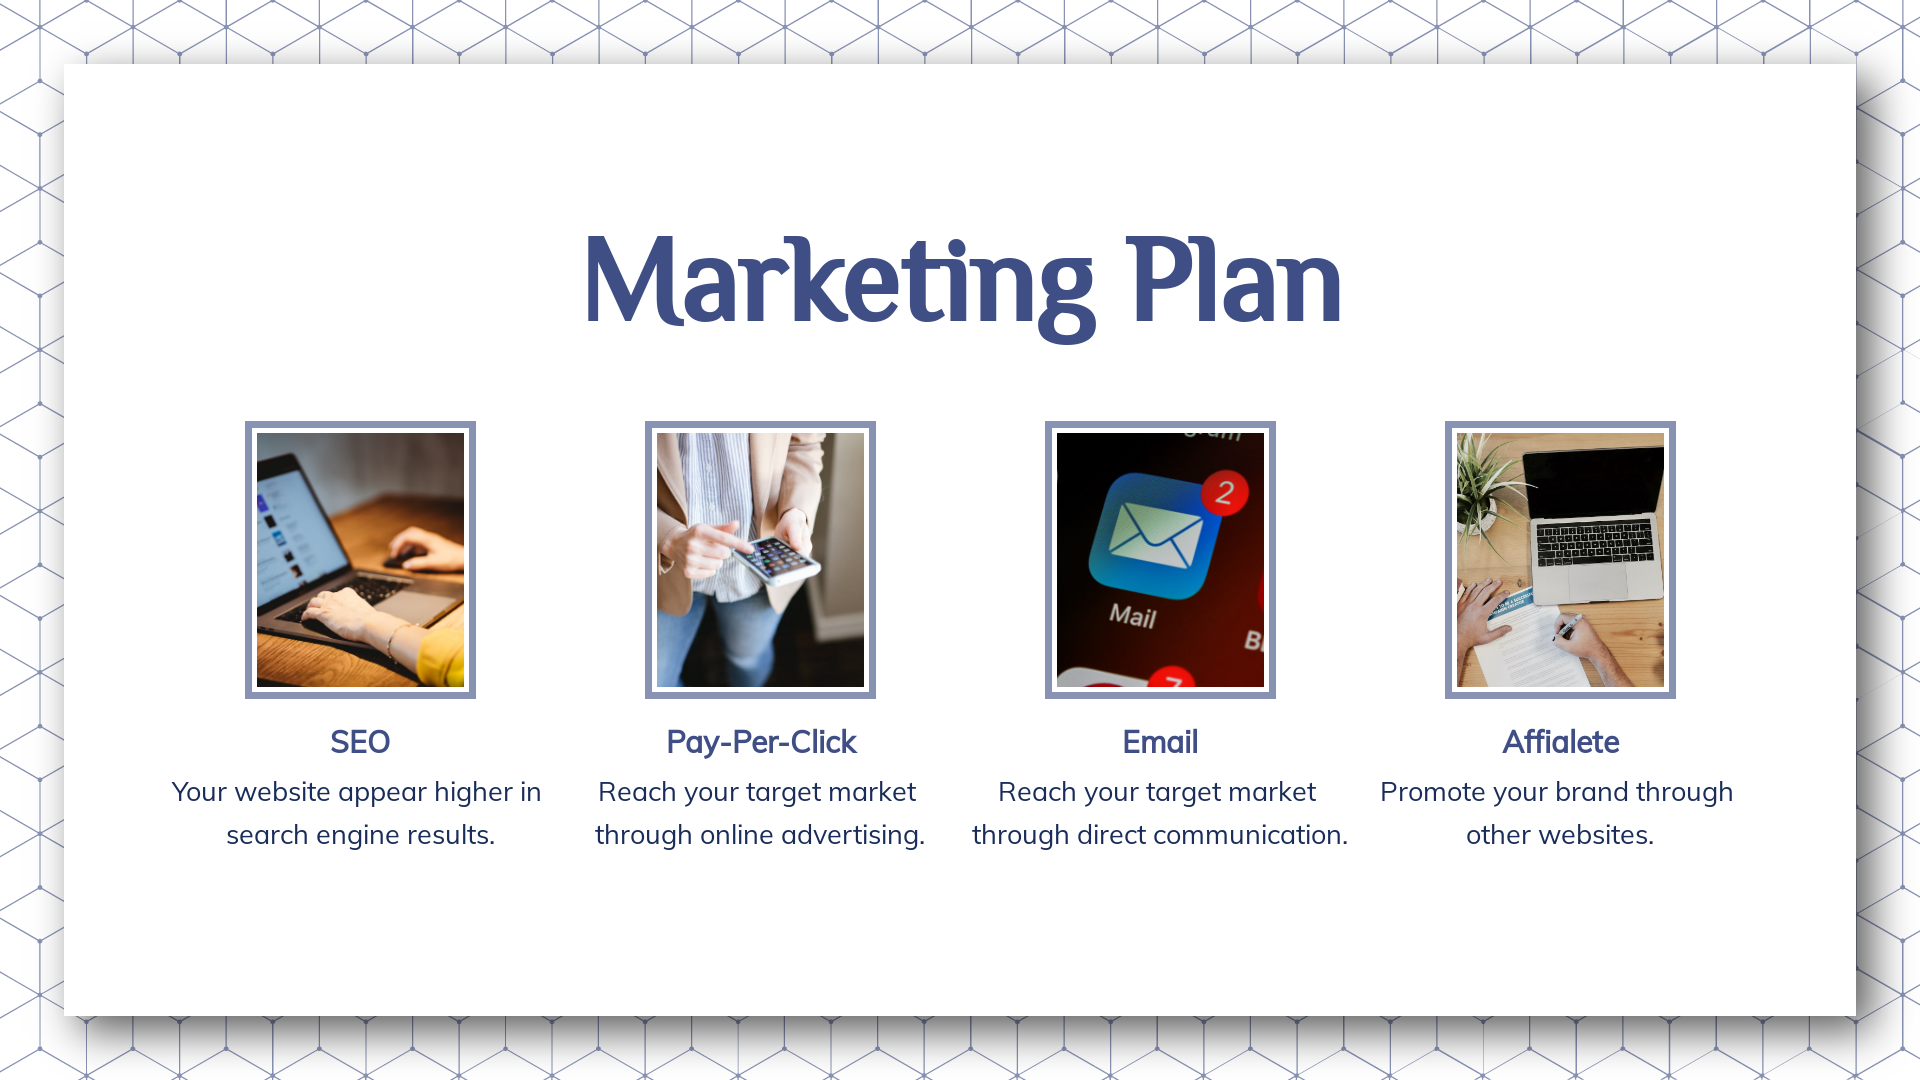 Marketing Plan
2
Mail
7
SEO
Pay-Per-Click
Email
Affialete
Your website appear higher in
search engine results.
Reach your target market
through online advertising.
Reach your target market
through direct communication.
Promote your brand through
other websites.